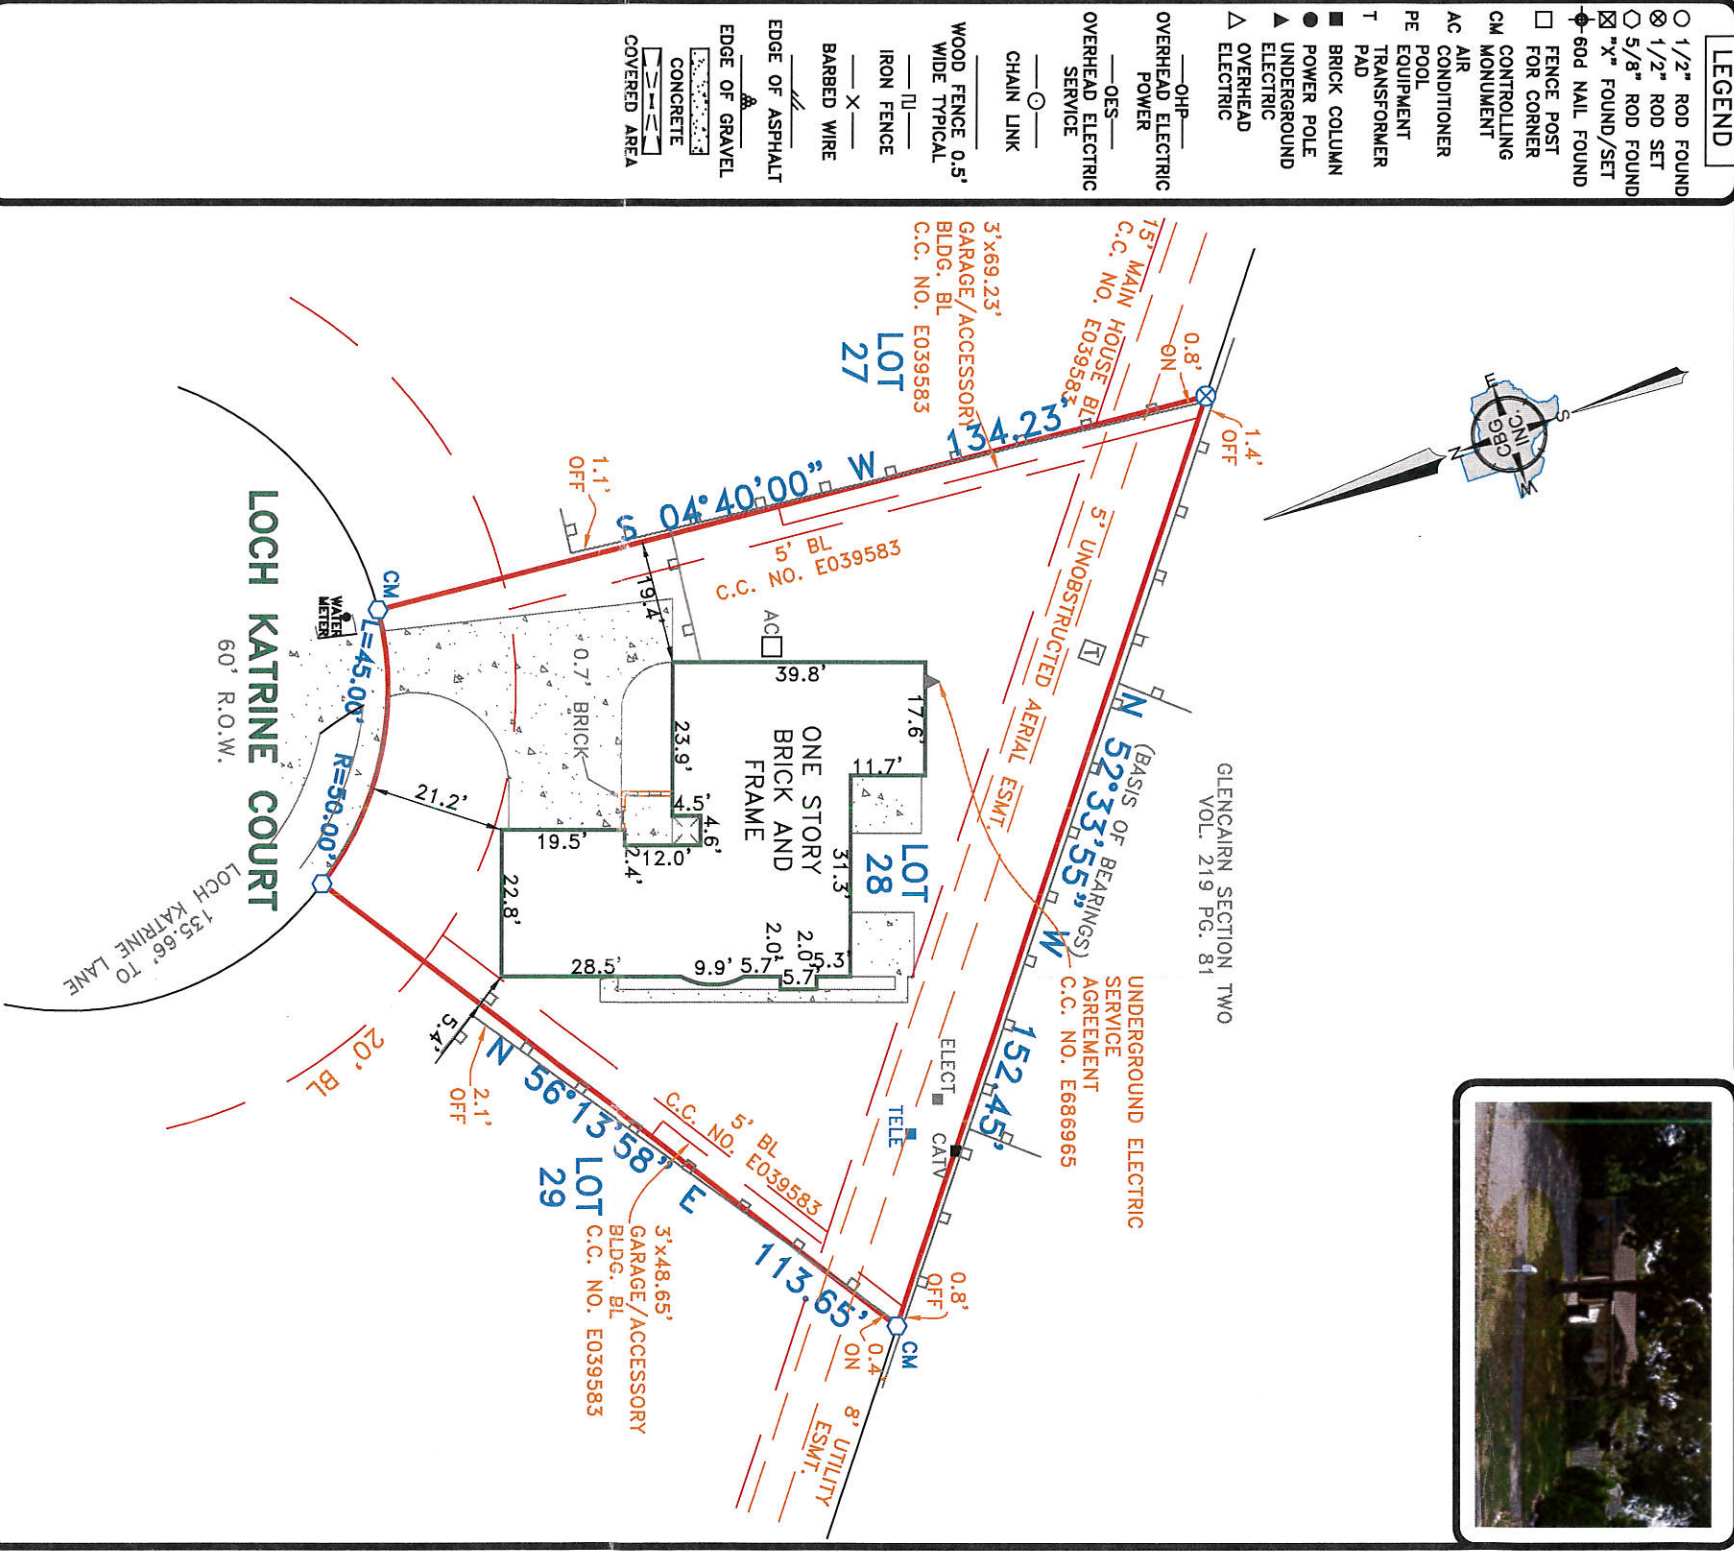 LEGEND
1/2" ROD FOUND
1/2" ROD SET
5/8" ROD FOUND
"X" FOUND/SET
60d NAIL FOUND
FENCE POST
FOR CORNER
CM CONTROLLING
MONUMENT
AC AIR
CONDITIONER
PE POOL
EQUIPMENT
T TRANSFORMER
PAD
BRICK COLUMN
POWER POLE
UNDERGROUND
ELECTRIC
OVERHEAD
ELECTRIC
OHP
OVERHEAD ELECTRIC
POWER
OES
OVERHEAD ELECTRIC
SERVICE
CHAIN LINK
WOOD FENCE 0.5'
WIDE TYPICAL
IRON FENCE
BARBED WIRE
EDGE OF ASPHALT
EDGE OF GRAVEL
CONCRETE
COVERED AREA
S
E
W
N
CBG
INC.
15' MAIN HOUSE BL
C.C. NO. E039583
0.8'
ON
1.4'
OFF
3'x69.23'
GARAGE/ACCESSORY
BLDG. BL
C.C. NO. E039583
LOT
27
S 04°40'00" W 134.23'
1.1'
OFF
5' BL
C.C. NO. E039583
5' UNOBSTRUCTED AERIAL ESMT.
T
GLENCAIRN SECTION TWO
VOL. 219 PG. 81
N 52°33'55" W 152.45'
(BASIS OF BEARINGS)
UNDERGROUND ELECTRIC
SERVICE
AGREEMENT
C.C. NO. E686965
19.4'
AC
39.8'
17.6'
11.7'
23.9'
31.3'
ONE STORY
BRICK AND
FRAME
LOT
28
0.7' BRICK
4.5'
4.6'
12.0'
2.4'
19.5'
22.8'
21.2'
28.5'
9.9'
5.7'
2.0'
2.0'
5.7'
5.3'
5.4'
ELECT
TELE
CATV
CM
WATER
METER
L=45.00' R=50.00'
LOCH KATRINE COURT
60' R.O.W.
135.66' TO
LOCH KATRINE LANE
20' BL
2.1'
OFF
N 56°13'58" E 113.65'
5' BL
C.C. NO. E039583
LOT
29
3'x48.65'
GARAGE/ACCESSORY
BLDG. BL
C.C. NO. E039583
0.8'
OFF
CM
0.4'
ON
8' UTILITY
ESMT.